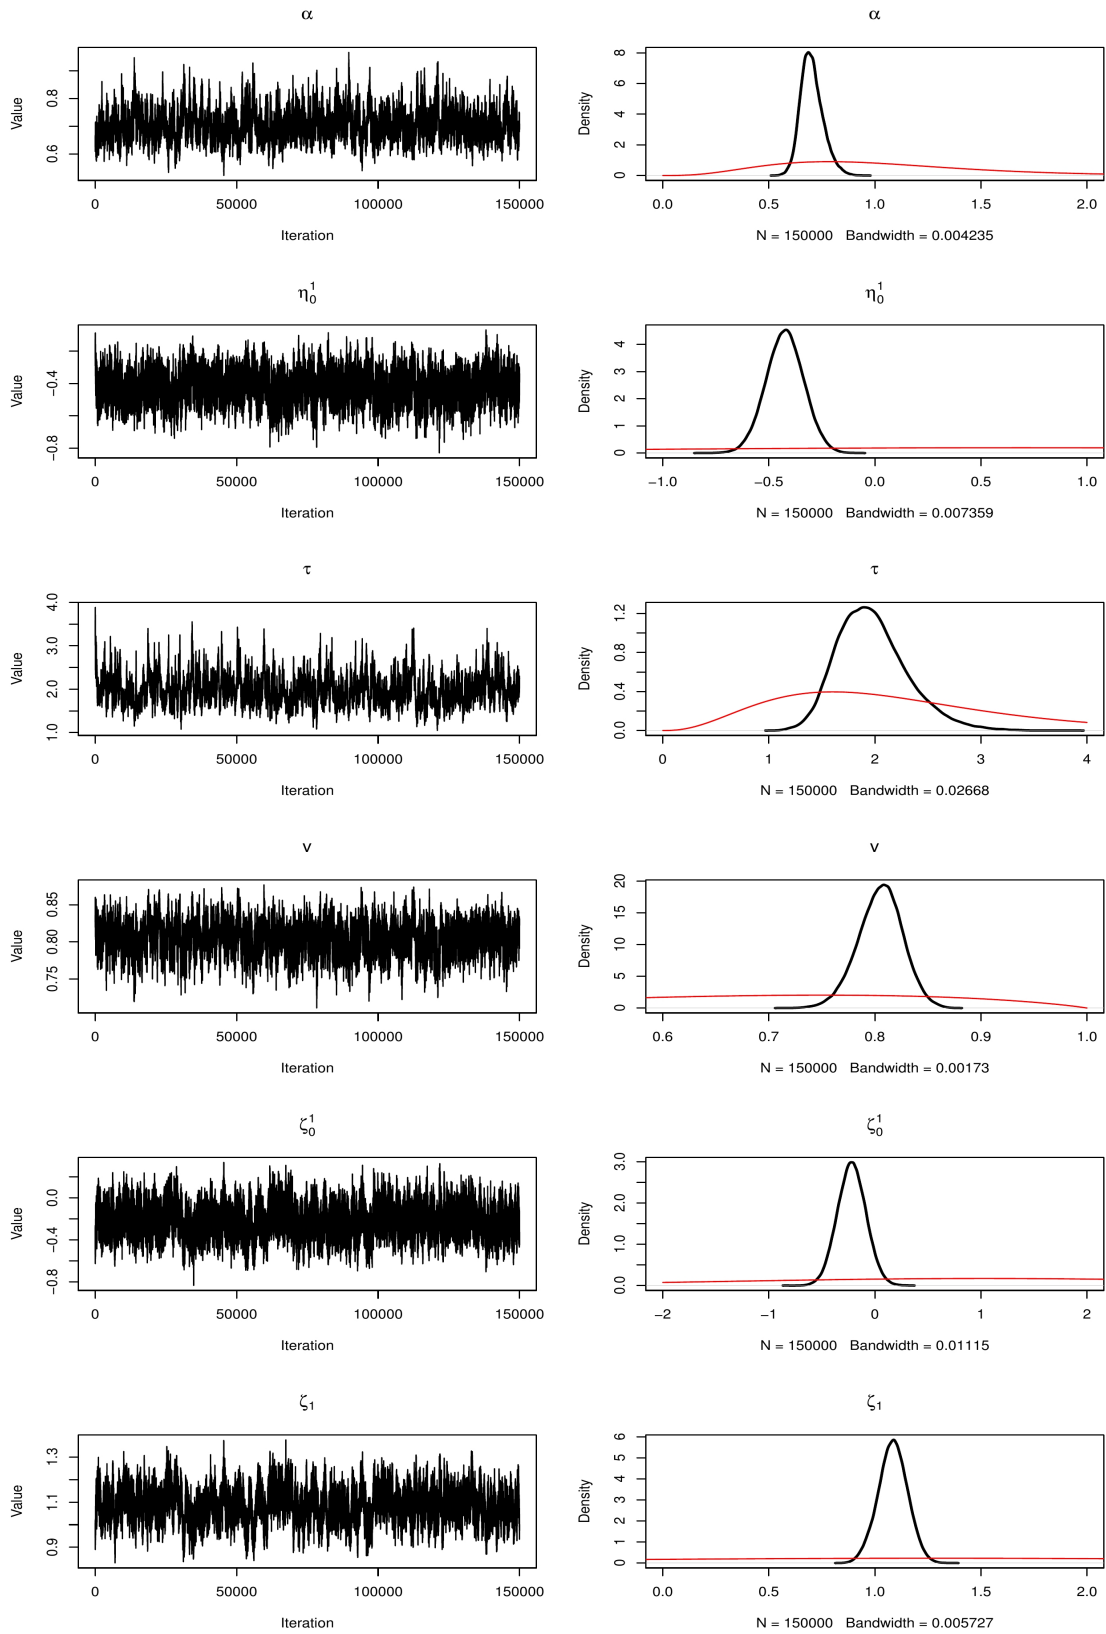 α α
Value 0.6 0.8 0 50000 100000 150000 Iteration
Density 0 2 4 6 8 0.0 0.5 1.0 1.5 2.0 N = 150000 Bandwidth = 0.004235
η₀¹ η₀¹
Value −0.8 −0.4 0 50000 100000 150000 Iteration
Density 0 1 2 3 4 −1.0 −0.5 0.0 0.5 1.0 N = 150000 Bandwidth = 0.007359
τ τ
Value 1.0 2.0 3.0 4.0 0 50000 100000 150000 Iteration
Density 0.0 0.4 0.8 1.2 0 1 2 3 4 N = 150000 Bandwidth = 0.02668
v v
Value 0.75 0.80 0.85 0 50000 100000 150000 Iteration
Density 0 5 10 15 20 0.6 0.7 0.8 0.9 1.0 N = 150000 Bandwidth = 0.00173
ζ₀¹ ζ₀¹
Value −0.8 −0.4 0.0 0 50000 100000 150000 Iteration
Density 0.0 1.0 2.0 3.0 −2 −1 0 1 2 N = 150000 Bandwidth = 0.01115
ζ₁ ζ₁
Value 0.9 1.1 1.3 0 50000 100000 150000 Iteration
Density 0 1 2 3 4 5 6 0.0 0.5 1.0 1.5 2.0 N = 150000 Bandwidth = 0.005727